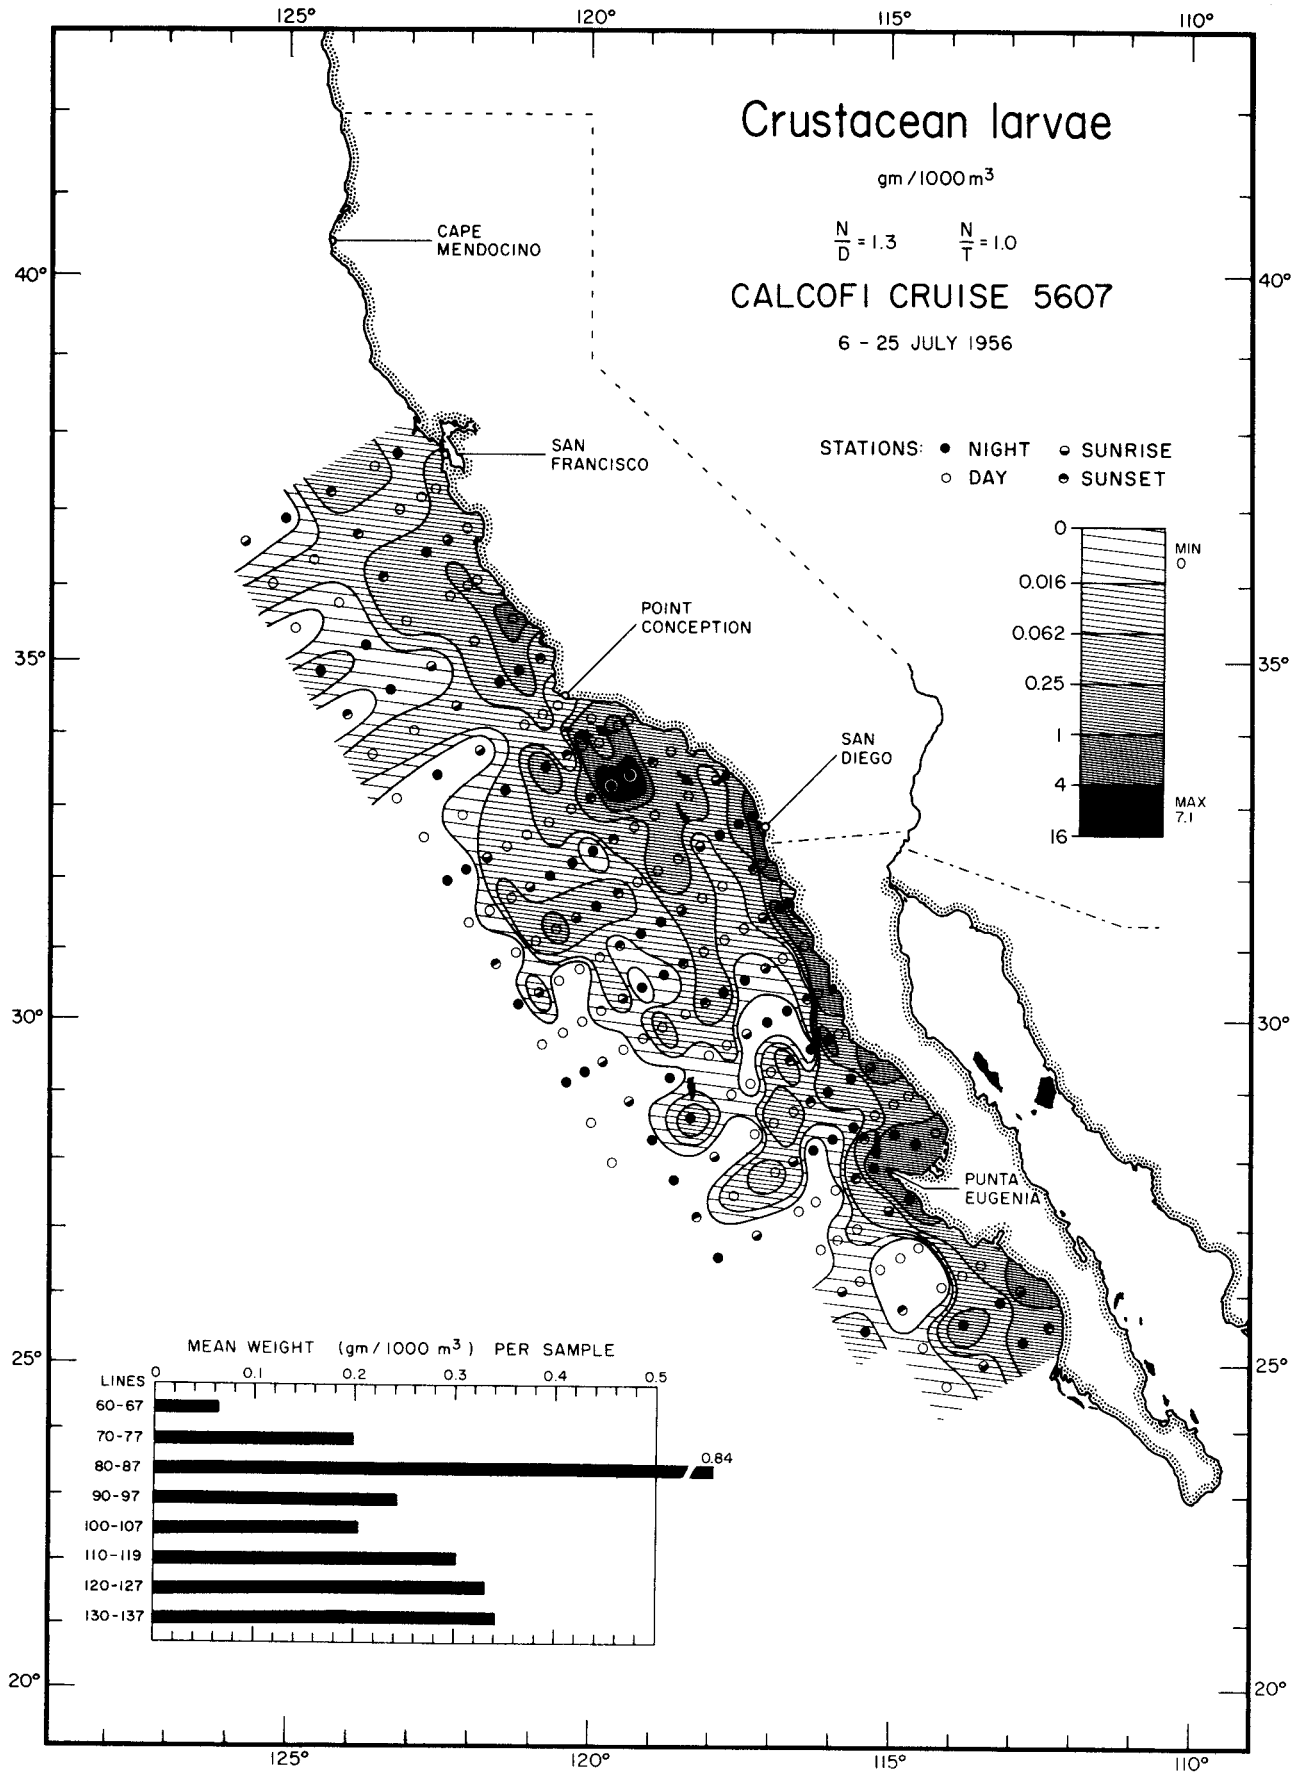 125° 120° 115° 110°
Crustacean larvae
gm/1000m³
N/D = 1.3 N/T = 1.0
CALCOFI CRUISE 5607
6 - 25 JULY 1956
CAPE
MENDOCINO
40° 40°
SAN
FRANCISCO
STATIONS: ● NIGHT ◒ SUNRISE
○ DAY ◓ SUNSET
0
MIN
0
0.016
0.062
0.25
1
4
MAX
7.1
16
POINT
CONCEPTION
35° 35°
SAN
DIEGO
30° 30°
PUNTA
EUGENIA
25° 25°
MEAN WEIGHT (gm/1000 m³) PER SAMPLE
LINES 0 0.1 0.2 0.3 0.4 0.5
60-67
70-77
80-87 0.84
90-97
100-107
110-119
120-127
130-137
20° 20°
125° 120° 115° 110°